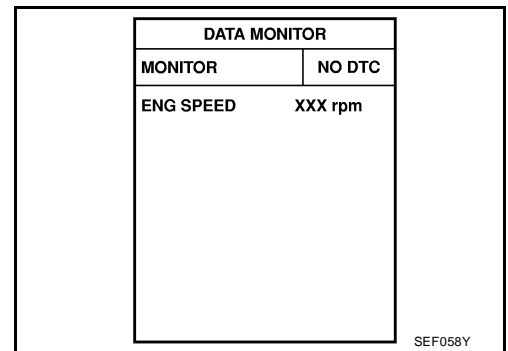 DATA MONITOR
MONITOR NO DTC
ENG SPEED XXX rpm
SEF058Y